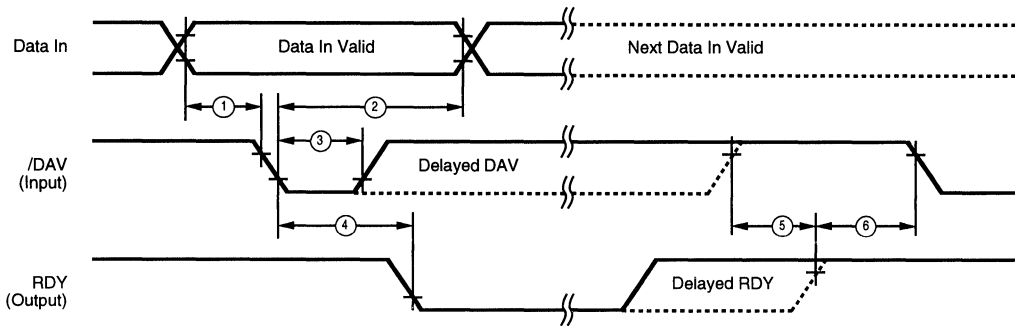 Data In
Data In Valid
Next Data In Valid
1
2
3
/DAV
(Input)
Delayed DAV
4
5
6
RDY
(Output)
Delayed RDY